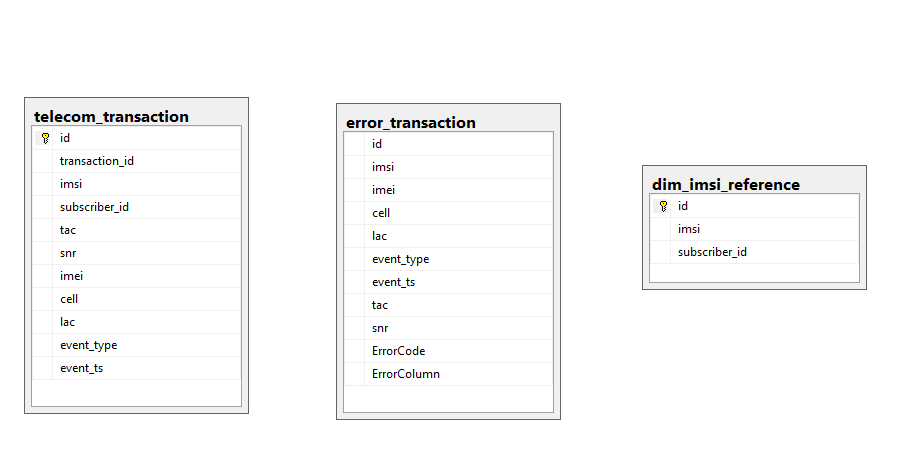 telecom_transaction
id
transaction_id
imsi
subscriber_id
tac
snr
imei
cell
lac
event_type
event_ts
error_transaction
id
imsi
imei
cell
lac
event_type
event_ts
tac
snr
ErrorCode
ErrorColumn
dim_imsi_reference
id
imsi
subscriber_id